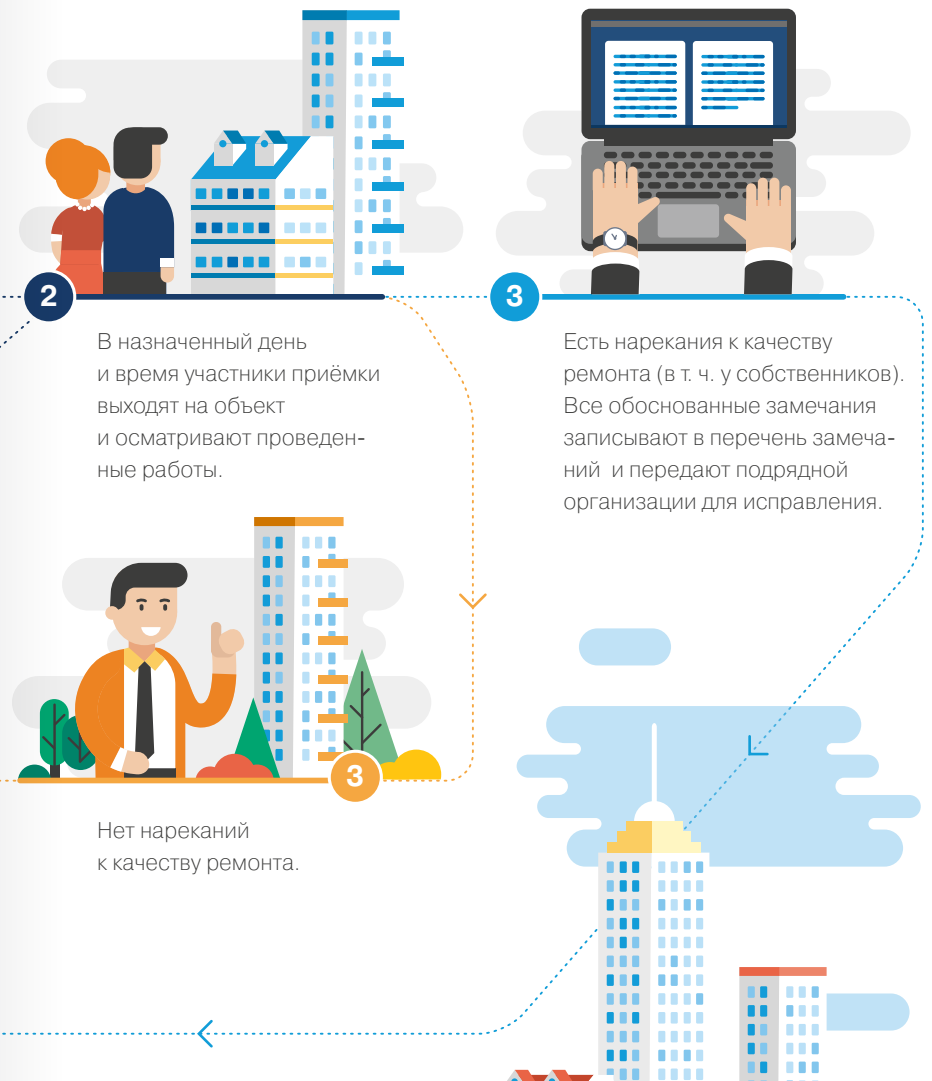 2
В назначенный день
и время участники приёмки
выходят на объект
и осматривают проведен-
ные работы.
3
Есть нарекания к качеству
ремонта (в т. ч. у собственников).
Все обоснованные замечания
записывают в перечень замеча-
ний и передают подрядной
организации для исправления.
3
Нет нареканий
к качеству ремонта.